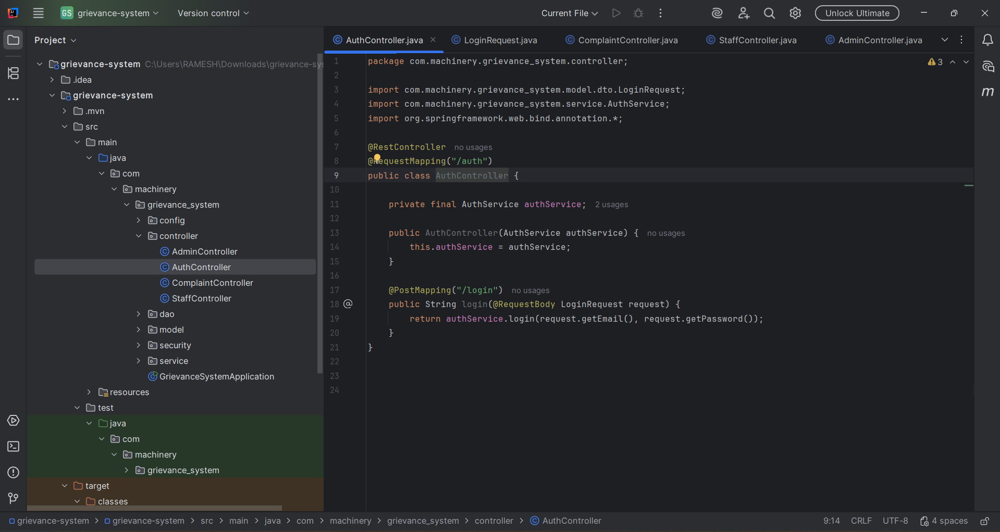 GS grievance-system Version control Current File Unlock Ultimate
Project
grievance-system C:\Users\RAMESH\Downloads\grievance-sys
.idea
grievance-system
.mvn
src
main
java
com
machinery
grievance_system
config
controller
AdminController
AuthController
ComplaintController
StaffController
dao
model
security
service
GrievanceSystemApplication
resources
test
java
com
machinery
grievance_system
target
classes
AuthController.java LoginRequest.java ComplaintController.java StaffController.java AdminController.java
3
1 package com.machinery.grievance_system.controller;
2
3 import com.machinery.grievance_system.model.dto.LoginRequest;
4 import com.machinery.grievance_system.service.AuthService;
5 import org.springframework.web.bind.annotation.*;
6
7 @RestController no usages
8 @RequestMapping("/auth")
9 public class AuthController {
10
11 private final AuthService authService; 2 usages
12
13 public AuthController(AuthService authService) { no usages
14 this.authService = authService;
15 }
16
17 @PostMapping("/login") no usages
18 public String login(@RequestBody LoginRequest request) {
19 return authService.login(request.getEmail(), request.getPassword());
20 }
21 }
22
23
24
grievance-system > grievance-system > src > main > java > com > machinery > grievance_system > controller > AuthController 9:14 CRLF UTF-8 4 spaces